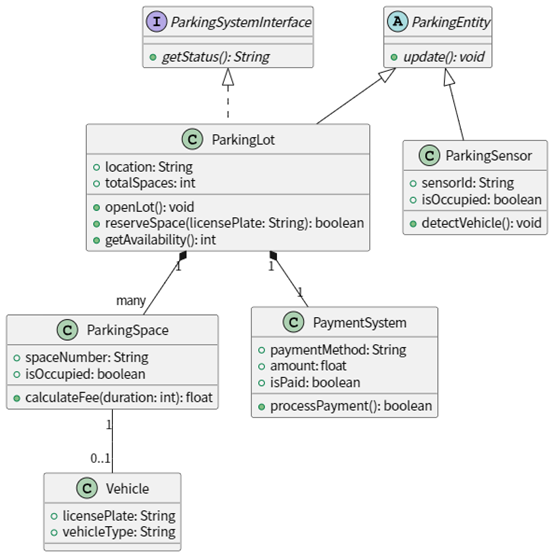 I ParkingSystemInterface
getStatus(): String
A ParkingEntity
update(): void
C ParkingLot
location: String
totalSpaces: int
openLot(): void
reserveSpace(licensePlate: String): boolean
getAvailability(): int
C ParkingSensor
sensorId: String
isOccupied: boolean
detectVehicle(): void
1
1
many
1
C ParkingSpace
spaceNumber: String
isOccupied: boolean
calculateFee(duration: int): float
C PaymentSystem
paymentMethod: String
amount: float
isPaid: boolean
processPayment(): boolean
1
0..1
C Vehicle
licensePlate: String
vehicleType: String